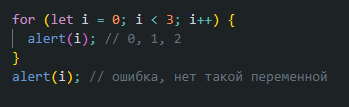 for (let i = 0; i < 3; i++) {
  alert(i); // 0, 1, 2
}
alert(i); // ошибка, нет такой переменной